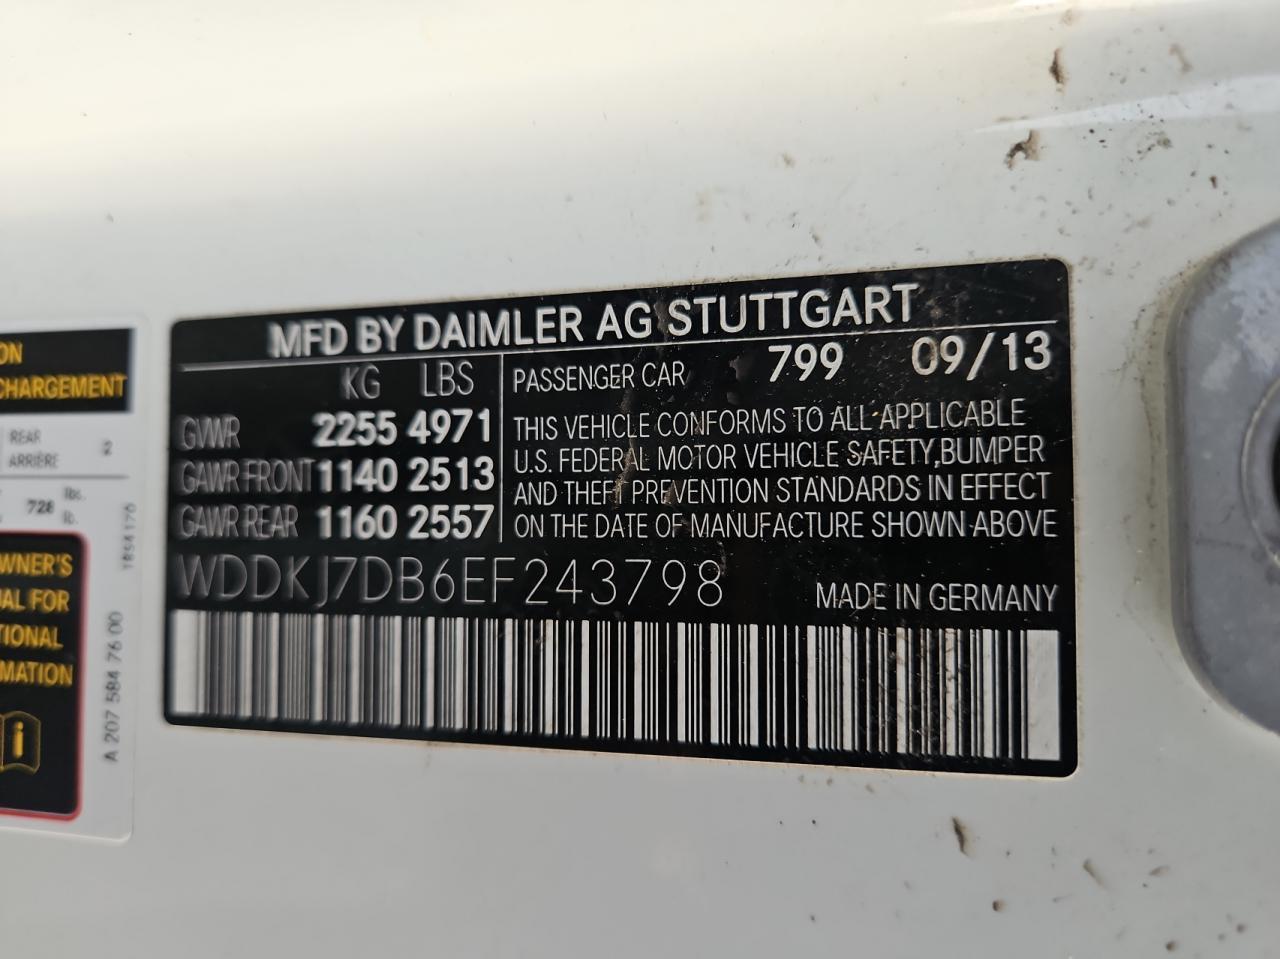 MFD BY DAIMLER AG STUTTGART
KG LBS
GVWR 2255 4971
GAWR FRONT 1140 2513
GAWR REAR 1160 2557
PASSENGER CAR 799 09/13
THIS VEHICLE CONFORMS TO ALL APPLICABLE
U.S. FEDERAL MOTOR VEHICLE SAFETY, BUMPER
AND THEFT PREVENTION STANDARDS IN EFFECT
ON THE DATE OF MANUFACTURE SHOWN ABOVE
WDDKJ7DB6EF243798 MADE IN GERMANY
ON
CHARGEMENT
REAR 2
ARRIÈRE
728 lbs.
lb.
WNER'S
AL FOR
TIONAL
MATION
A 207 584 76 00